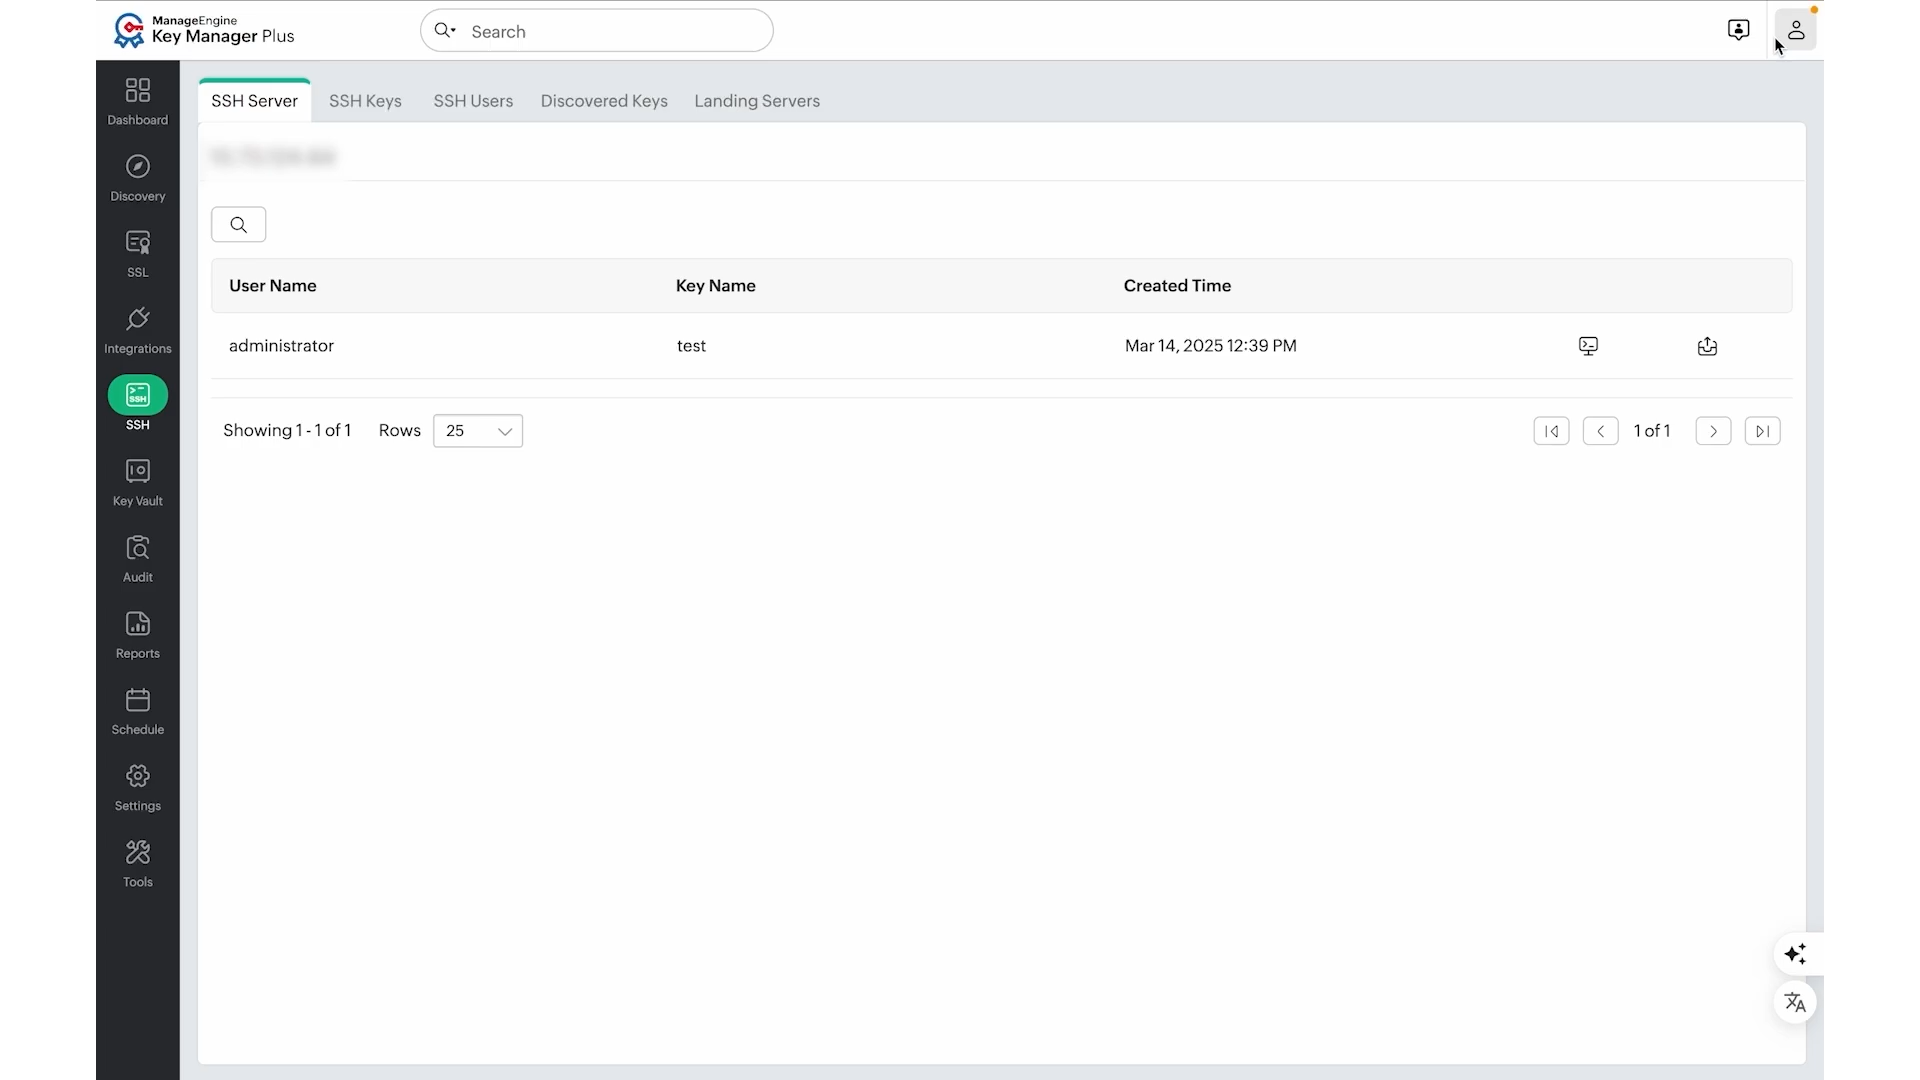 ManageEngine
Key Manager Plus
Search
Dashboard
Discovery
SSL
Integrations
SSH
SSH
Key Vault
Audit
Reports
Schedule
Settings
Tools
SSH Server
SSH Keys
SSH Users
Discovered Keys
Landing Servers
User Name
Key Name
Created Time
administrator
test
Mar 14, 2025 12:39 PM
Showing 1 - 1 of 1
Rows
25
1 of 1